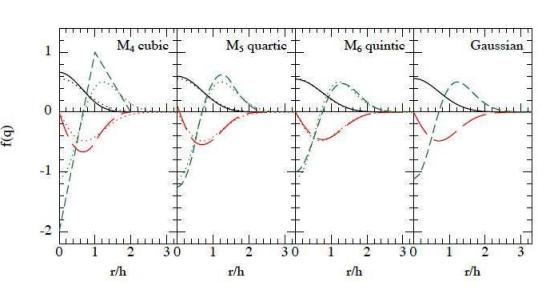 M4 cubic M5 quartic M6 quintic Gaussian
1
0
-1
-2
f(q)
0 1 2 3 0 1 2 3 0 1 2 3 0 1 2 3
r/h r/h r/h r/h